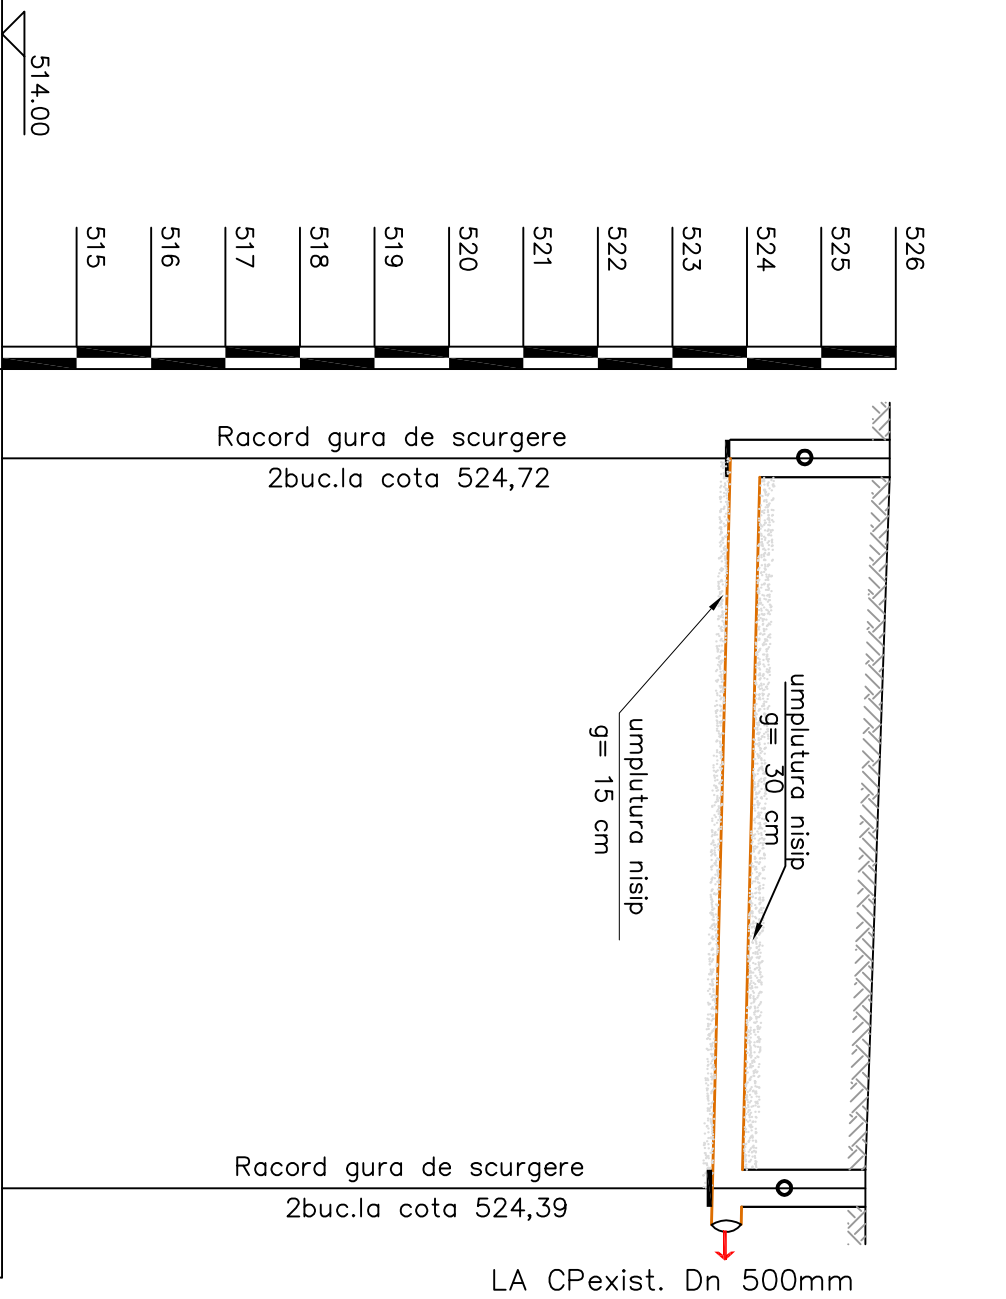 514.00
515
516
517
518
519
520
521
522
523
524
525
526
Racord gura de scurgere
2buc.la cota 524,72
umplutura nisip
g= 30 cm
umplutura nisip
g= 15 cm
Racord gura de scurgere
2buc.la cota 524,39
LA CPexist. Dn 500mm